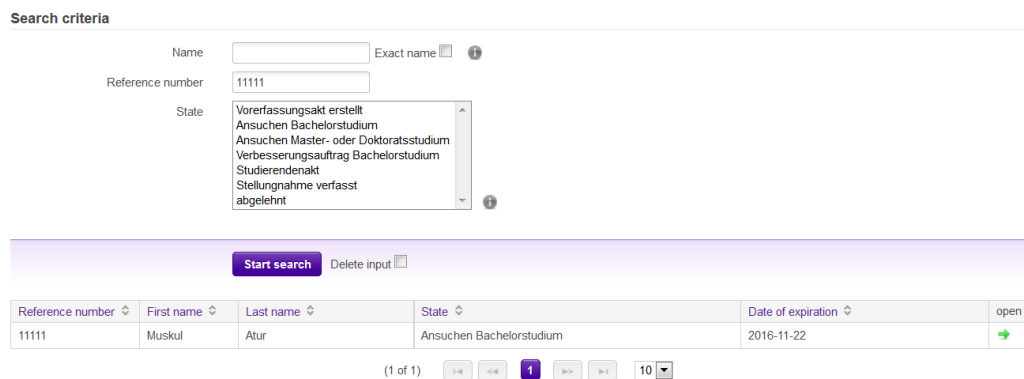 Search criteria
Name Exact name i
Reference number 11111
State Vorerfassungsakt erstellt
Ansuchen Bachelorstudium
Ansuchen Master- oder Doktoratsstudium
Verbesserungsauftrag Bachelorstudium
Studierendenakt
Stellungnahme verfasst
abgelehnt
i
Start search Delete input
Reference number First name Last name State Date of expiration open
11111 Muskul Atur Ansuchen Bachelorstudium 2016-11-22
(1 of 1) 1 10